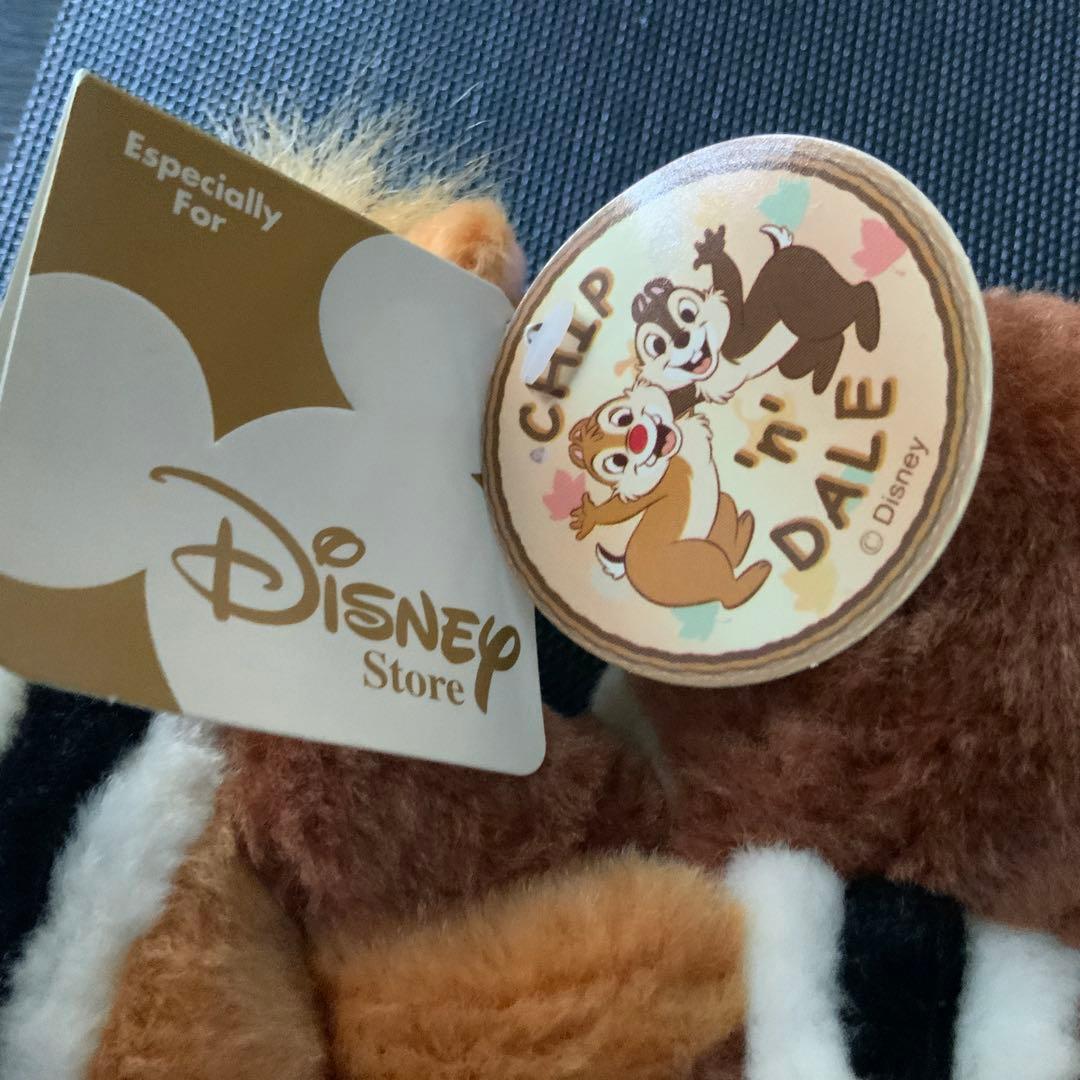 Especially
For
Disney
Store
CHIP
'n'
DALE
© Disney